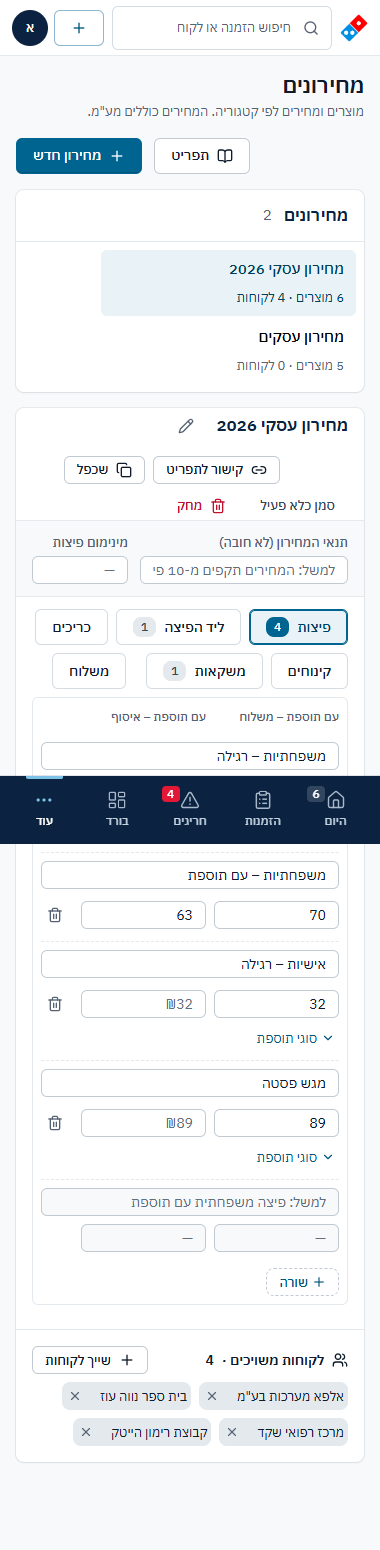 חיפוש הזמנה או לקוח
א
מחירונים
מוצרים ומחירים לפי קטגוריה. המחירים כוללים מע"מ.
תפריט
מחירון חדש
מחירונים 2
מחירון עסקי 2026
6 מוצרים · 4 לקוחות
מחירון עסקים
5 מוצרים · 0 לקוחות
מחירון עסקי 2026
קישור לתפריט
שכפל
סמן כלא פעיל
מחק
תנאי המחירון (לא חובה)
מינימום פיצות
למשל: המחירים תקפים מ-10 פי
—
פיצות 4
ליד הפיצה 1
כריכים
קינוחים
משקאות 1
משלוח
עם תוספת – משלוח
עם תוספת – איסוף
משפחתיות – רגילה
היום 6
הזמנות
חריגים 4
בורד
עוד
משפחתיות – עם תוספת
70
63
אישיות – רגילה
32
₪32
סוגי תוספת
מגש פסטה
89
₪89
סוגי תוספת
למשל: פיצה משפחתית עם תוספת
—
—
שורה
לקוחות משויכים · 4
שייך לקוחות
אלפא מערכות בע"מ
בית ספר נווה עוז
מרכז רפואי שקד
קבוצת רימון הייטק